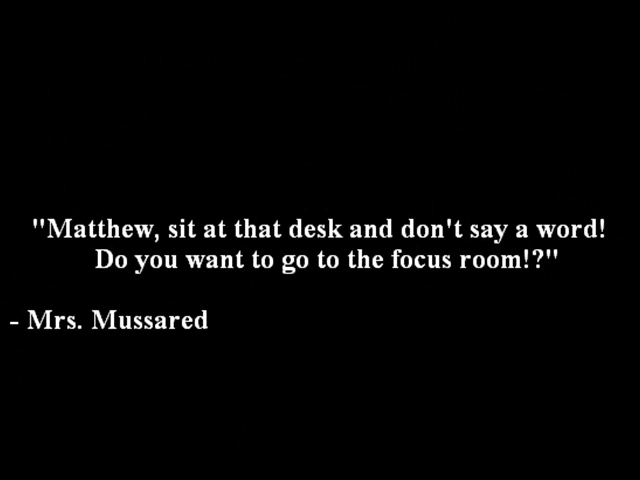 "Matthew, sit at that desk and don't say a word!
Do you want to go to the focus room!?"
- Mrs. Mussared